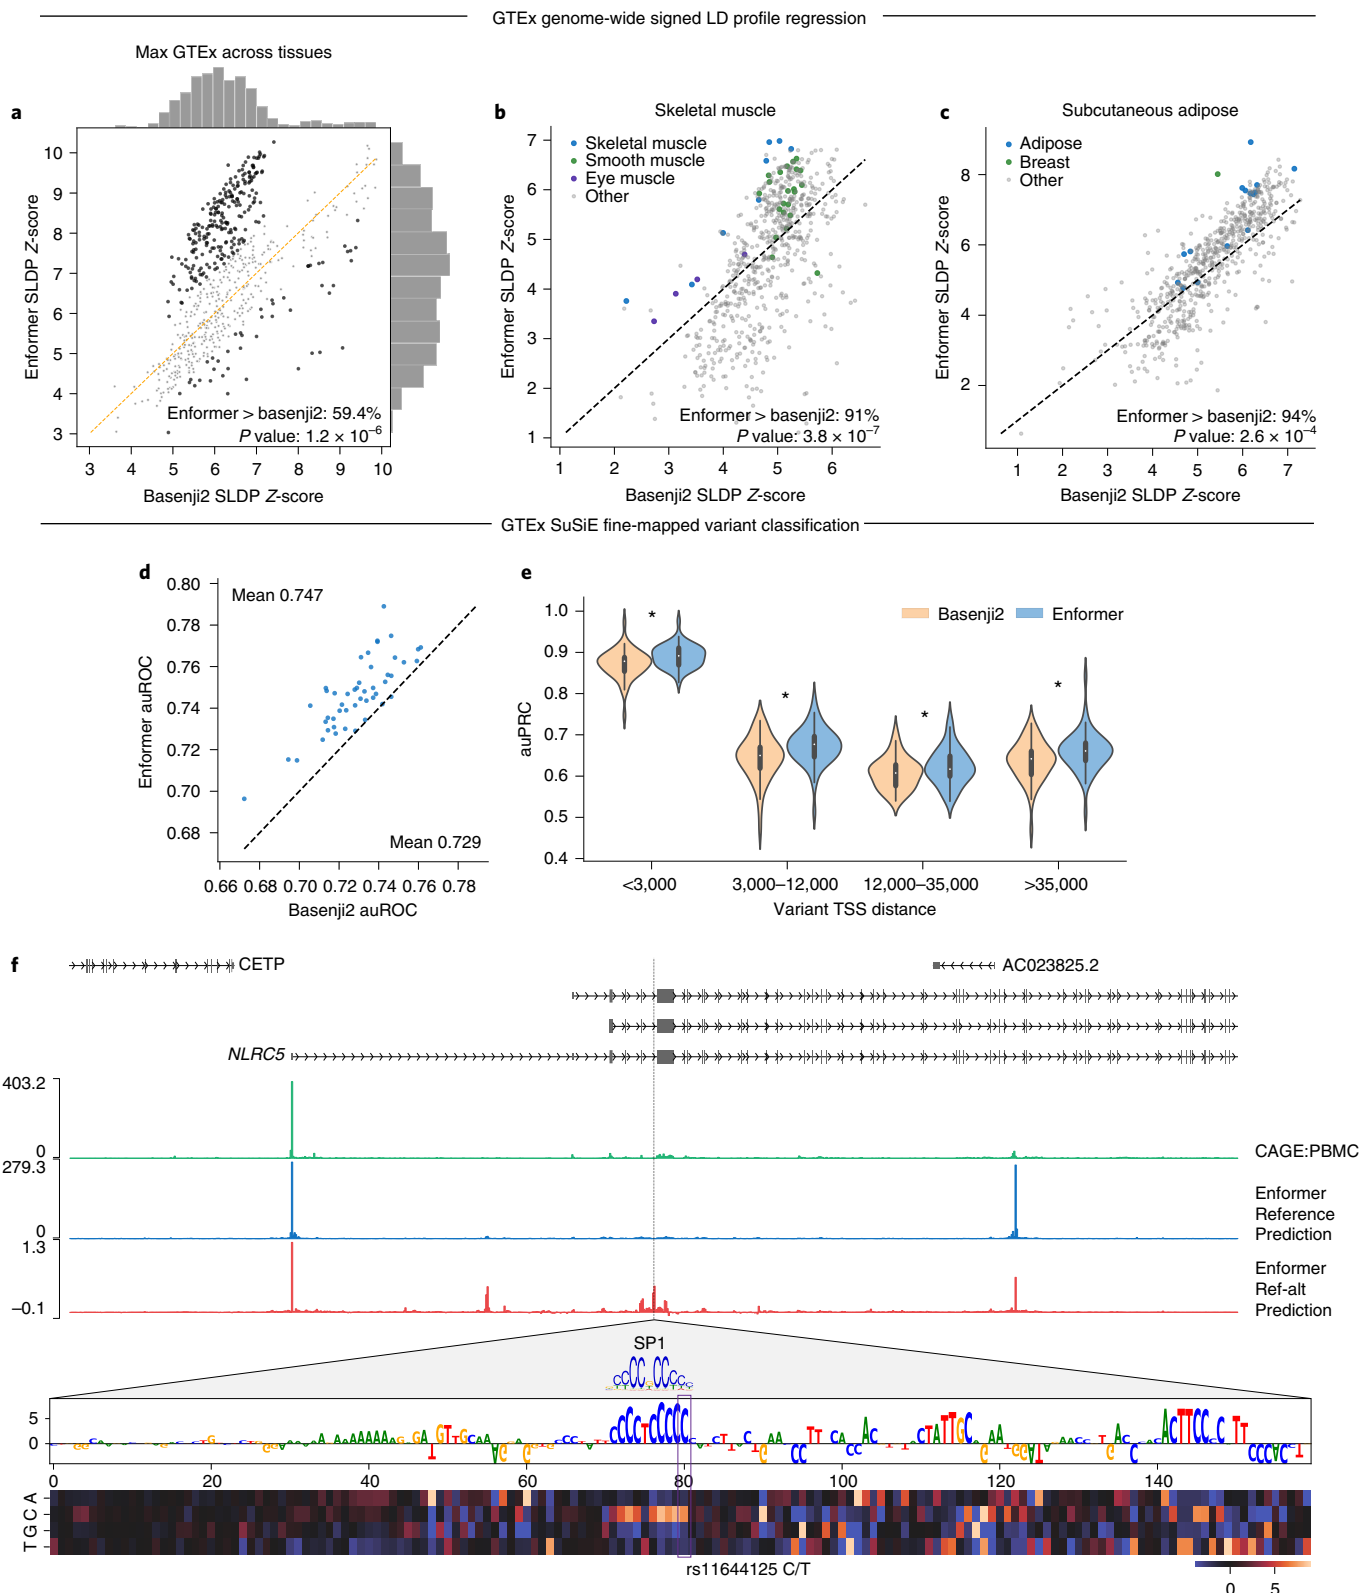 GTEx genome-wide signed LD profile regression
Max GTEx across tissues
a
10
9
8
7
6
5
4
3
Enformer SLDP Z-score
Enformer > basenji2: 59.4%
P value: 1.2 × 10–6
3 4 5 6 7 8 9 10
Basenji2 SLDP Z-score
b
Skeletal muscle
Skeletal muscle
Smooth muscle
Eye muscle
Other
7
6
5
4
3
2
1
Enformer SLDP Z-score
Enformer > basenji2: 91%
P value: 3.8 × 10–7
1 2 3 4 5 6
Basenji2 SLDP Z-score
c
Subcutaneous adipose
Adipose
Breast
Other
8
6
4
2
Enformer SLDP Z-score
Enformer > basenji2: 94%
P value: 2.6 × 10–4
1 2 3 4 5 6 7
Basenji2 SLDP Z-score
GTEx SuSiE fine-mapped variant classification
d
0.80
0.78
0.76
0.74
0.72
0.70
0.68
Enformer auROC
Mean 0.747
Mean 0.729
0.66 0.68 0.70 0.72 0.74 0.76 0.78
Basenji2 auROC
e
1.0
0.9
0.8
0.7
0.6
0.5
0.4
auPRC
Basenji2
Enformer
* * * *
<3,000 3,000–12,000 12,000–35,000 >35,000
Variant TSS distance
f
CETP
AC023825.2
NLRC5
403.2
0
CAGE:PBMC
279.3
0
Enformer
Reference
Prediction
1.3
–0.1
Enformer
Ref-alt
Prediction
SP1
5
0
0 20 40 60 80 100 120 140
T G C A
rs11644125 C/T
0 5